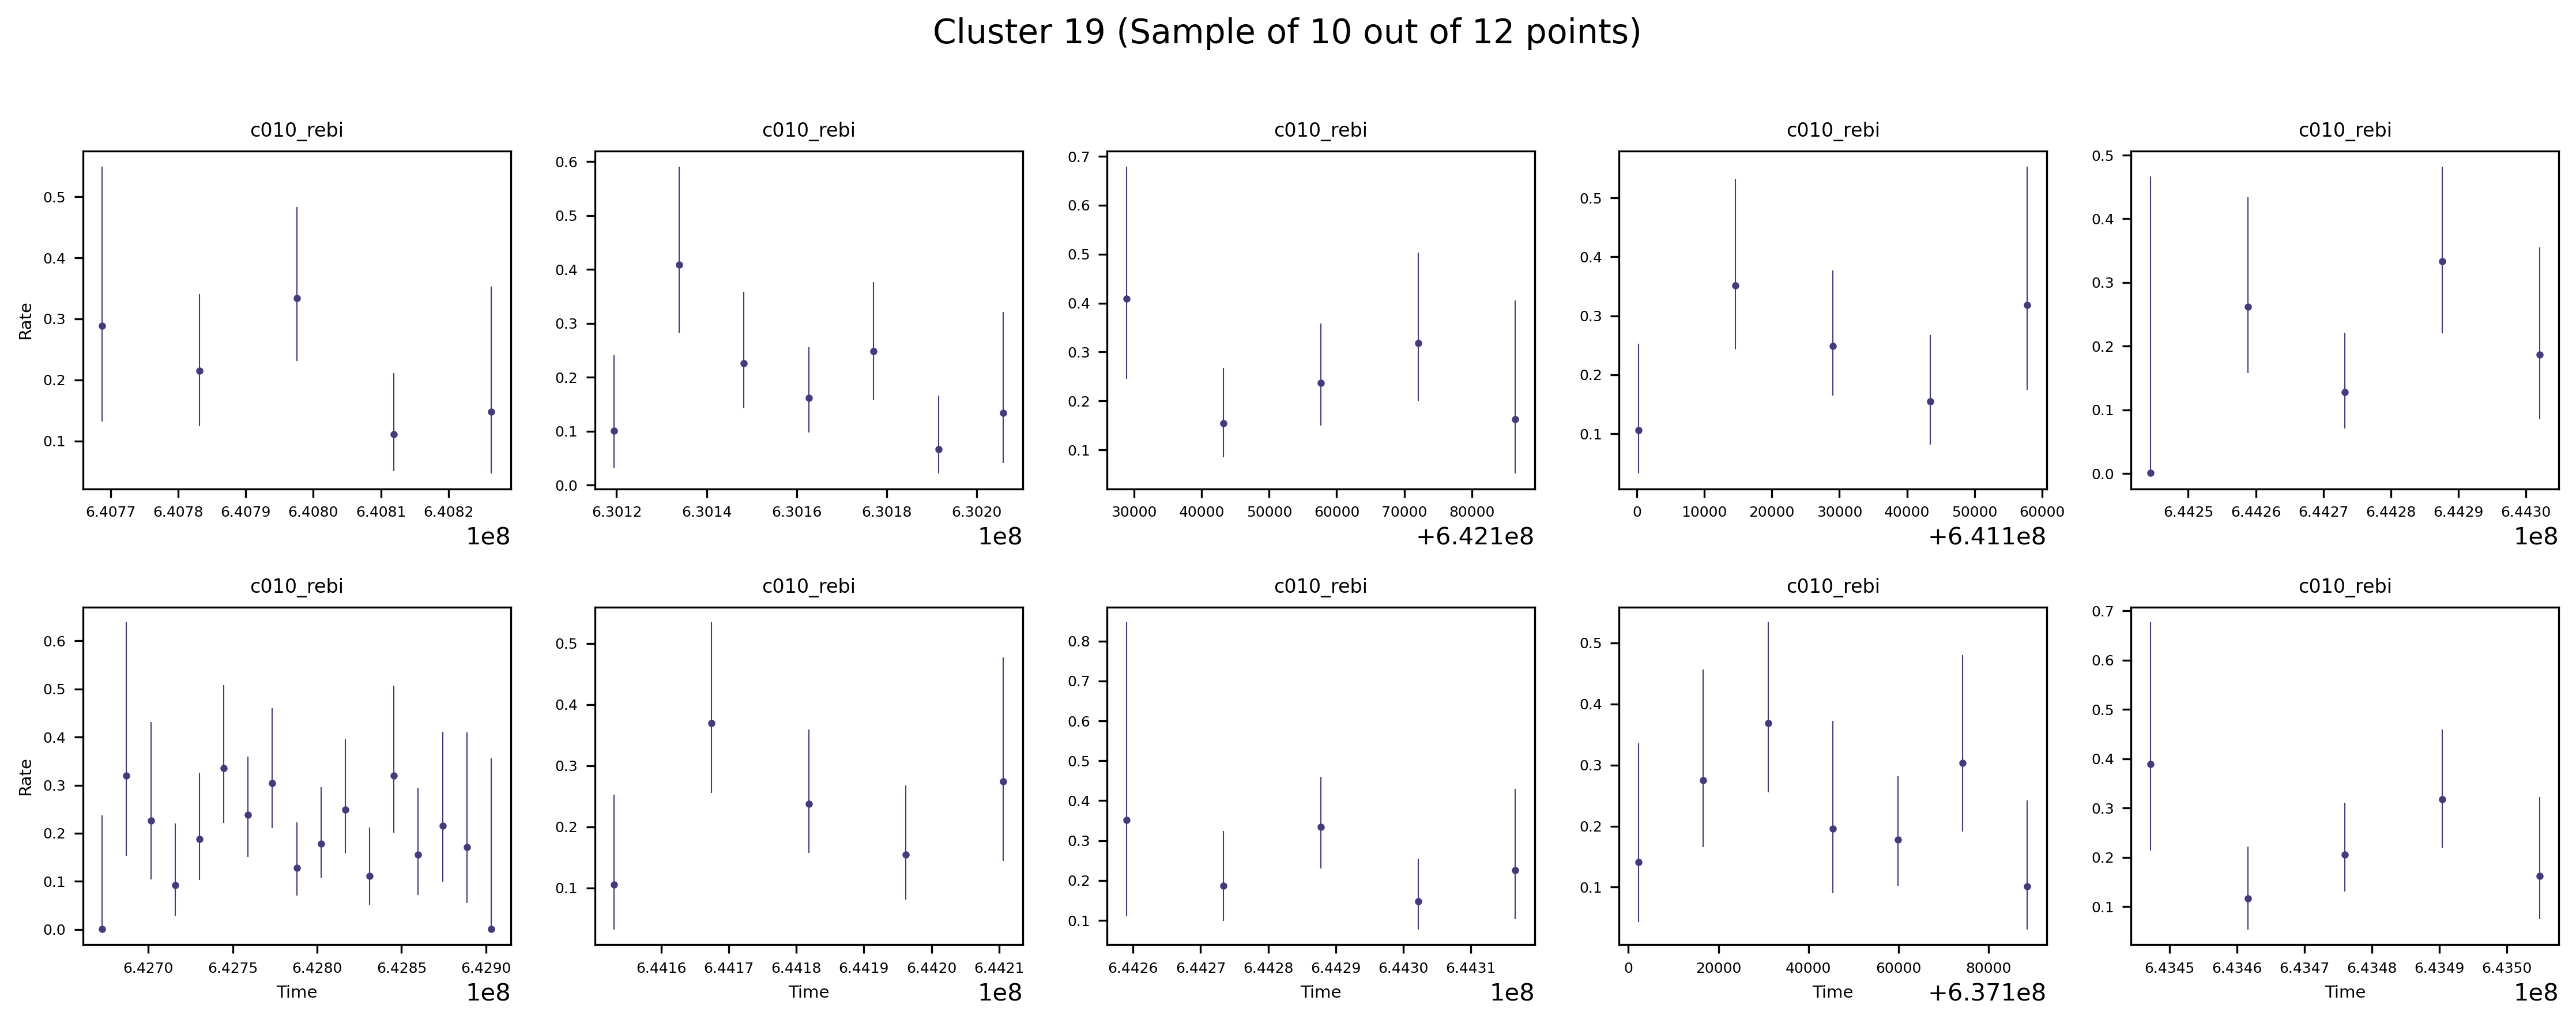 Cluster 19 (Sample of 10 out of 12 points)
c010_rebi
Rate
0.5
0.4
0.3
0.2
0.1
6.4077 6.4078 6.4079 6.4080 6.4081 6.4082
1e8
c010_rebi
0.6
0.5
0.4
0.3
0.2
0.1
0.0
6.3012 6.3014 6.3016 6.3018 6.3020
1e8
c010_rebi
0.7
0.6
0.5
0.4
0.3
0.2
0.1
30000 40000 50000 60000 70000 80000
+6.421e8
c010_rebi
0.5
0.4
0.3
0.2
0.1
0 10000 20000 30000 40000 50000 60000
+6.411e8
c010_rebi
0.5
0.4
0.3
0.2
0.1
0.0
6.4425 6.4426 6.4427 6.4428 6.4429 6.4430
1e8
c010_rebi
Rate
0.6
0.5
0.4
0.3
0.2
0.1
0.0
6.4270 6.4275 6.4280 6.4285 6.4290
Time
1e8
c010_rebi
0.5
0.4
0.3
0.2
0.1
6.4416 6.4417 6.4418 6.4419 6.4420 6.4421
Time
1e8
c010_rebi
0.8
0.7
0.6
0.5
0.4
0.3
0.2
0.1
6.4426 6.4427 6.4428 6.4429 6.4430 6.4431
Time
1e8
c010_rebi
0.5
0.4
0.3
0.2
0.1
0 20000 40000 60000 80000
Time
+6.371e8
c010_rebi
0.7
0.6
0.5
0.4
0.3
0.2
0.1
6.4345 6.4346 6.4347 6.4348 6.4349 6.4350
Time
1e8